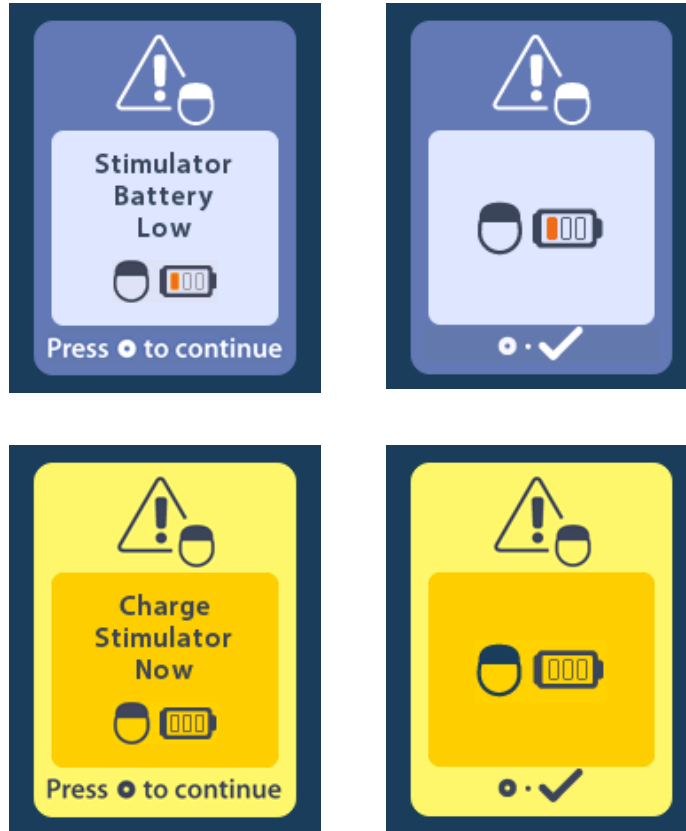 Stimulator
Battery
Low
Press to continue
Charge
Stimulator
Now
Press to continue